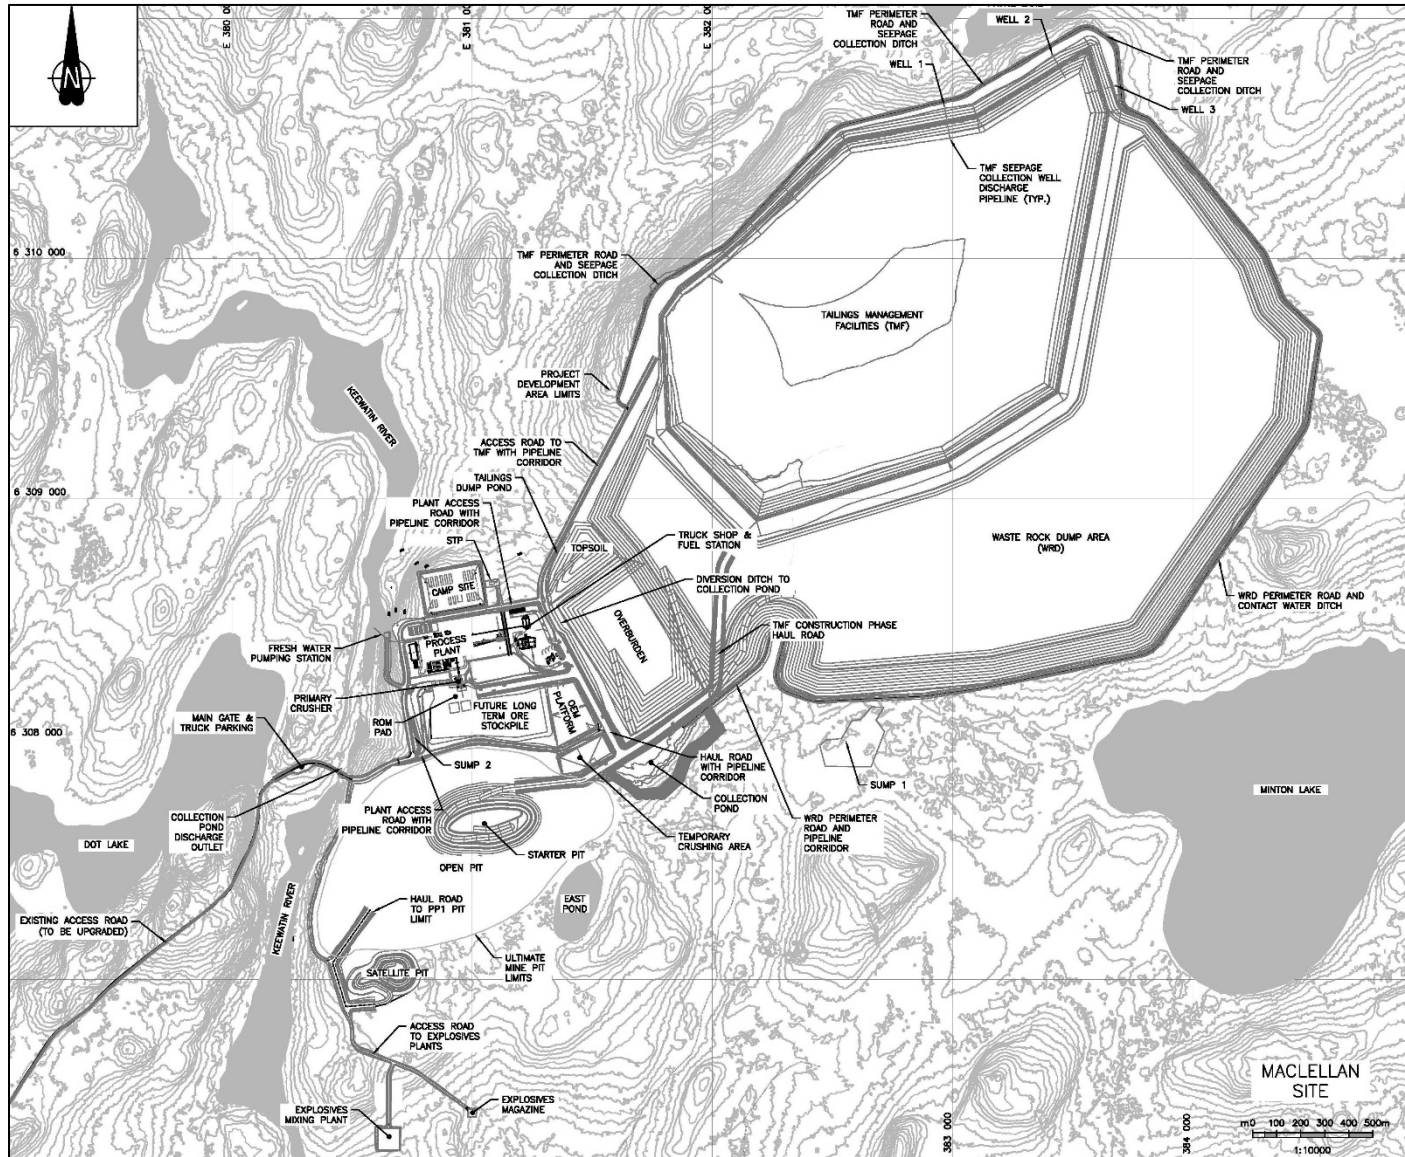 N
E 380 00
E 381 00
E 382 00
TMF PERIMETER
ROAD AND
SEEPAGE
COLLECTION DITCH
WELL 2
WELL 1
TMF PERIMETER
ROAD AND
SEEPAGE
COLLECTION DITCH
WELL 3
TMF SEEPAGE
COLLECTION WELL
DISCHARGE
PIPELINE (TYP.)
6 310 000
TMF PERIMETER ROAD
AND SEEPAGE
COLLECTION DTICH
TAILINGS MANAGEMENT
FACILITIES (TMF)
PROJECT
DEVELOPMENT
AREA LIMITS
KEEWATIN RIVER
ACCESS ROAD TO
TMF WITH PIPELINE
CORRIDOR
TAILINGS
DUMP POND
6 309 000
PLANT ACCESS
ROAD WITH
PIPELINE CORRIDOR
STP
TOPSOIL
TRUCK SHOP &
FUEL STATION
WASTE ROCK DUMP AREA
(WRD)
CAMP SITE
DIVERSION DITCH TO
COLLECTION POND
WRD PERIMETER ROAD AND
CONTACT WATER DITCH
OVERBURDEN
TMF CONSTRUCTION PHASE
HAUL ROAD
FRESH WATER
PUMPING STATION
PROCESS
PLANT
PRIMARY
CRUSHER
ROM
PAD
FUTURE LONG
TERM ORE
STOCKPILE
OEM
PLATFORM
MAIN GATE &
TRUCK PARKING
6 308 000
SUMP 2
HAUL ROAD
WITH PIPELINE
CORRIDOR
SUMP 1
MINTON LAKE
COLLECTION
POND
COLLECTION
POND
DISCHARGE
OUTLET
PLANT ACCESS
ROAD WITH
PIPELINE CORRIDOR
WRD PERIMETER
ROAD AND
PIPELINE
CORRIDOR
TEMPORARY
CRUSHING AREA
DOT LAKE
STARTER PIT
OPEN PIT
EAST
POND
HAUL ROAD
TO PP1 PIT
LIMIT
EXISTING ACCESS ROAD
(TO BE UPGRADED)
KEEWATIN RIVER
ULTIMATE
MINE PIT
LIMITS
SATELLITE PIT
ACCESS ROAD
TO EXPLOSIVES
PLANTS
EXPLOSIVES
MAGAZINE
EXPLOSIVES
MIXING PLANT
383 000
384 000
MACLELLAN
SITE
m0 100 200 300 400 500m
1:10000